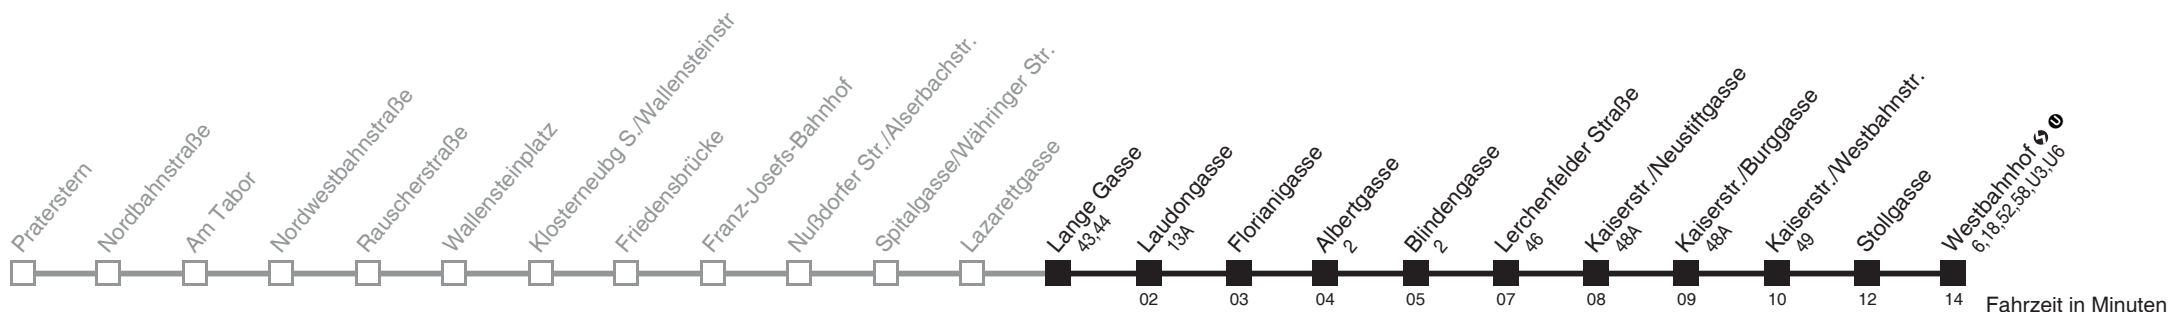 Praterstern
Nordbahnstraße
Am Tabor
Nordwestbahnstraße
Rauscherstraße
Wallensteinplatz
Klosterneubg S./Wallensteinstr
Friedensbrücke
Franz-Josefs-Bahnhof
Nußdorfer Str./Alserbachstr.
Spitalgasse/Währinger Str.
Lazarettgasse
Lange Gasse
43,44
Laudongasse
13A
Florianigasse
Albertgasse
2
Blindengasse
2
Lerchenfelder Straße
46
Kaiserstr./Neustiftgasse
48A
Kaiserstr./Burggasse
48A
Kaiserstr./Westbahnstr.
49
Stollgasse
Westbahnhof S U
6,18,52,58,U3,U6
02 03 04 05 07 08 09 10 12 14 Fahrzeit in Minuten